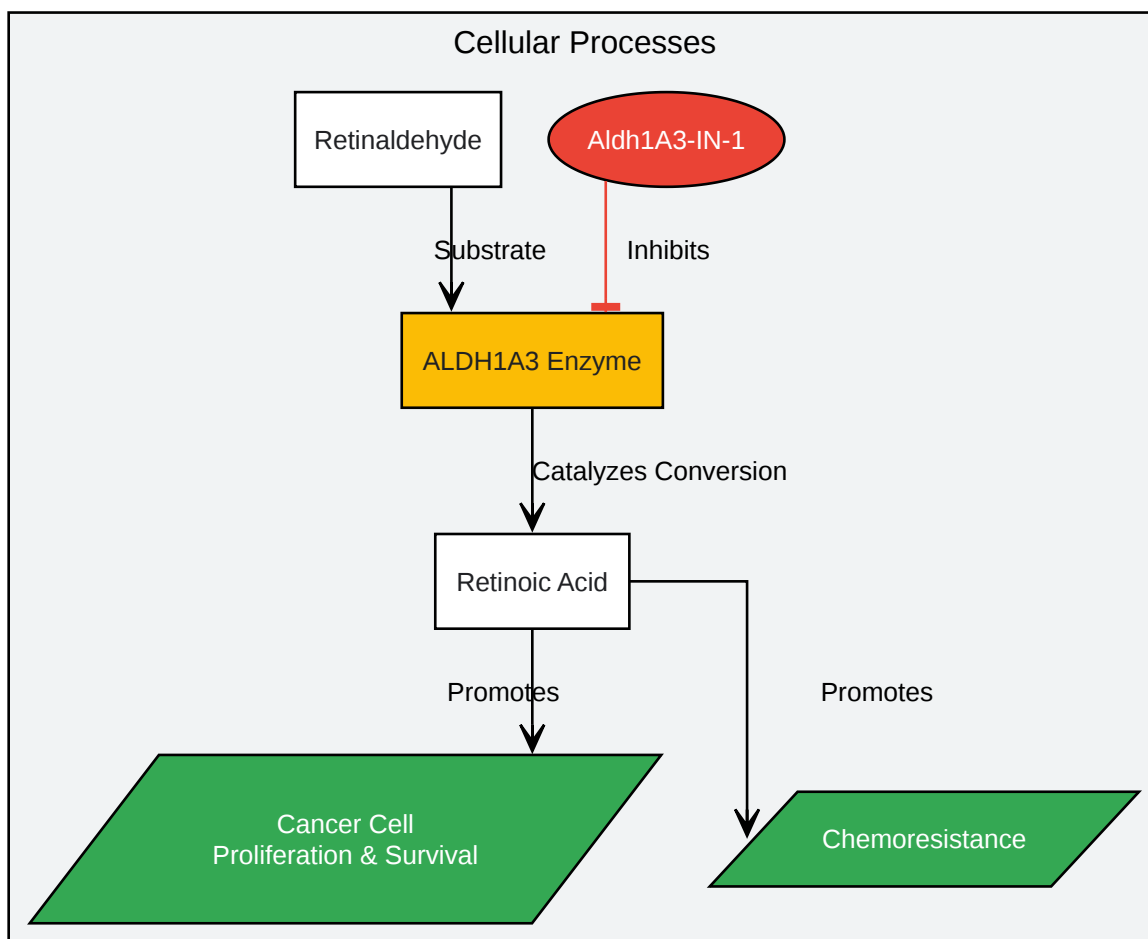 Cellular Processes
Retinaldehyde
Aldh1A3-IN-1
Substrate
Inhibits
ALDH1A3 Enzyme
Catalyzes Conversion
Retinoic Acid
Promotes
Promotes
Cancer Cell
Proliferation & Survival
Chemoresistance